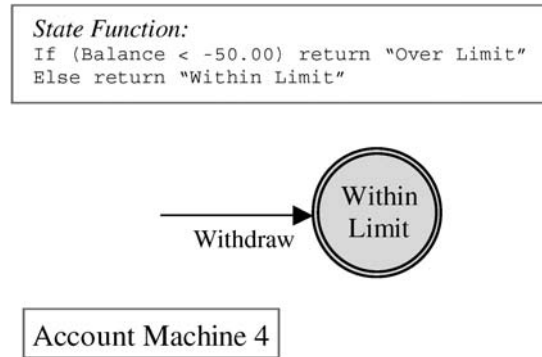 State Function:
If (Balance < -50.00) return “Over Limit”
Else return “Within Limit”
Within
Limit
Withdraw
Account Machine 4